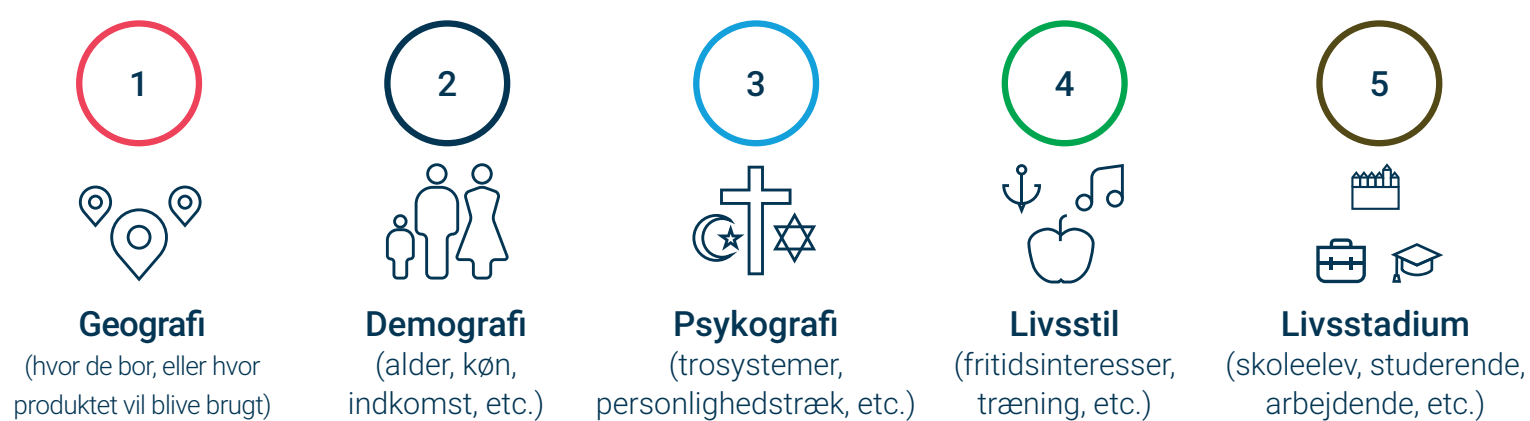 1
Geografi
(hvor de bor, eller hvor
produktet vil blive brugt)
2
Demografi
(alder, køn,
indkomst, etc.)
3
Psykografi
(trosystemer,
personlighedstræk, etc.)
4
Livsstil
(fritidsinteresser,
træning, etc.)
5
Livsstadium
(skoleelev, studerende,
arbejdende, etc.)